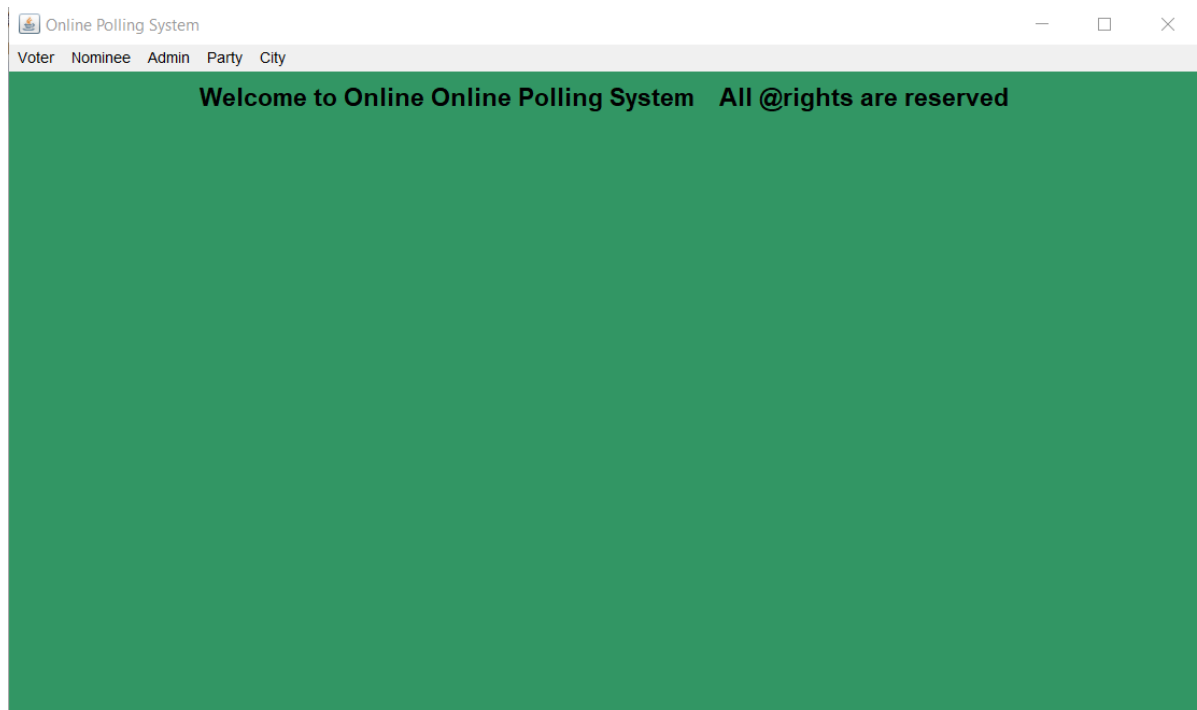 Online Polling System
Voter Nominee Admin Party City
Welcome to Online Online Polling System All @rights are reserved